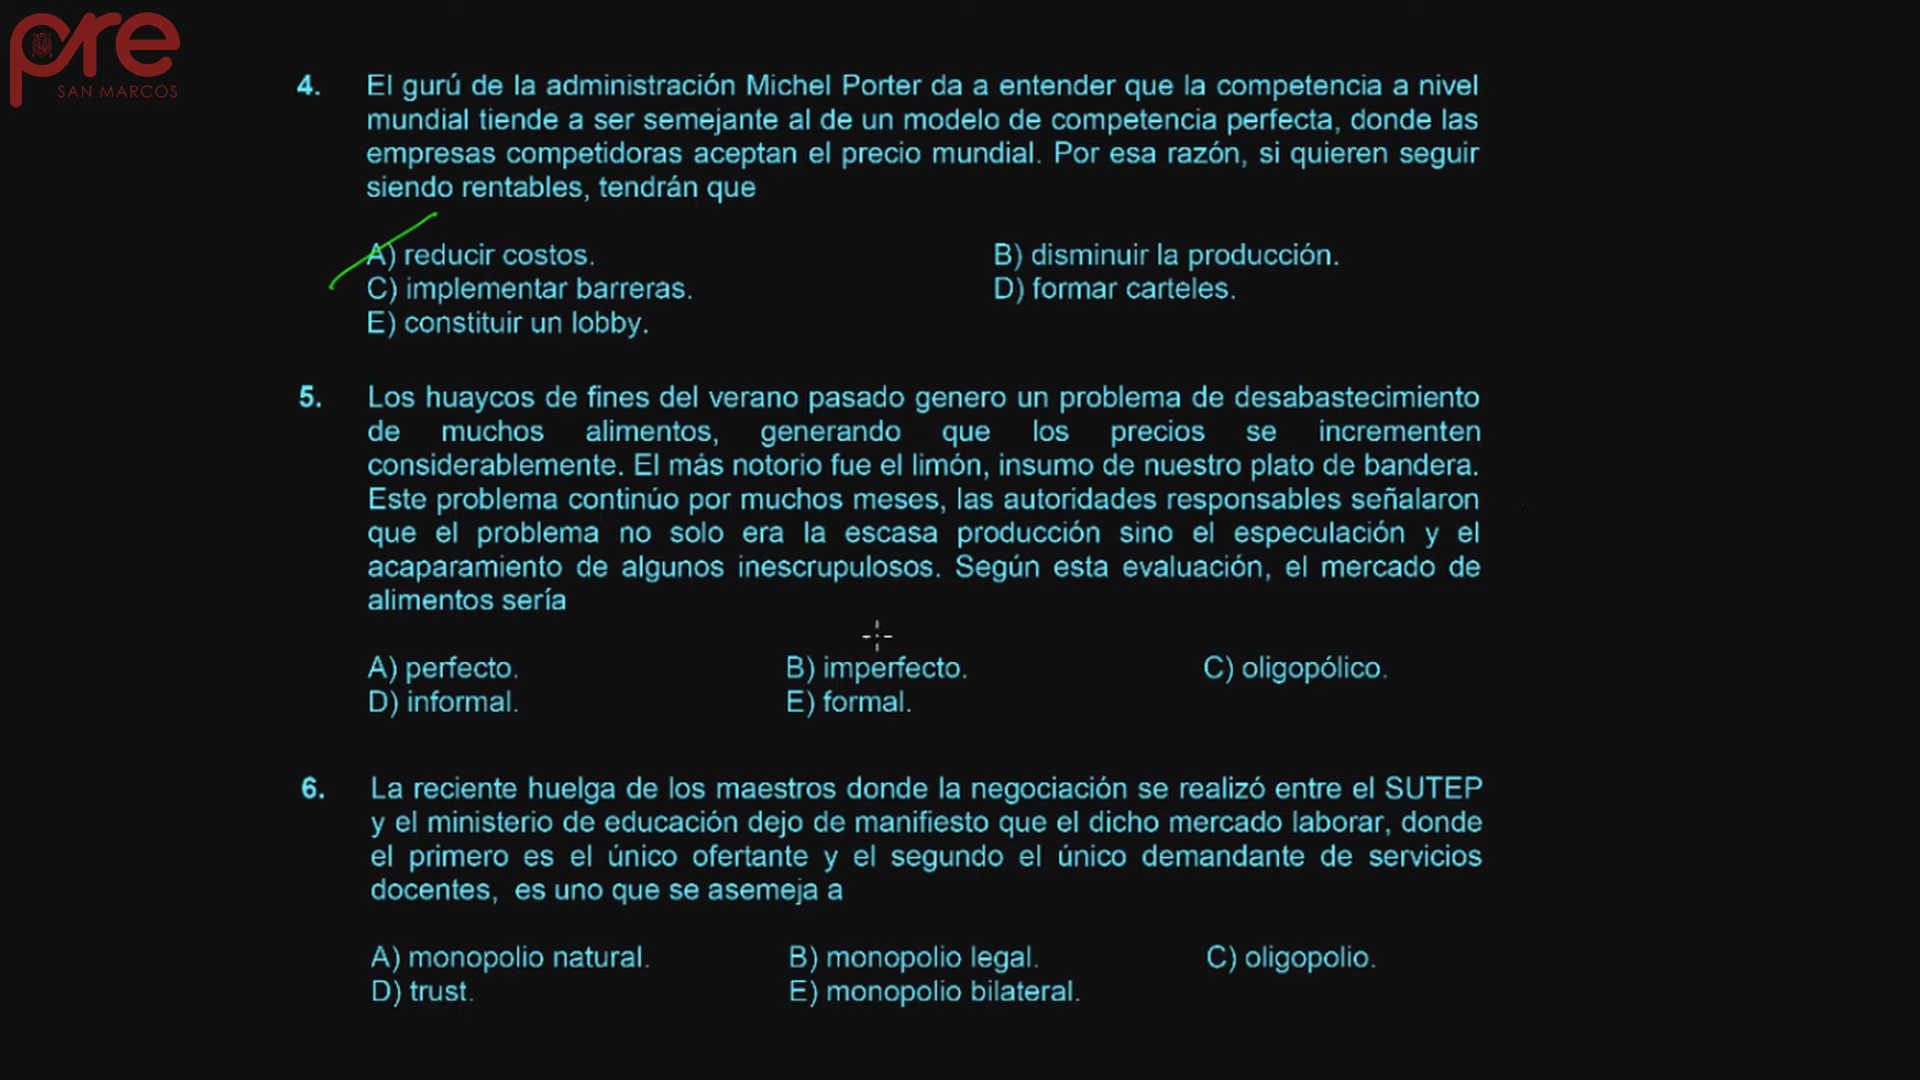 pre
SAN MARCOS
4. El gurú de la administración Michel Porter da a entender que la competencia a nivel
mundial tiende a ser semejante al de un modelo de competencia perfecta, donde las
empresas competidoras aceptan el precio mundial. Por esa razón, si quieren seguir
siendo rentables, tendrán que
A) reducir costos. B) disminuir la producción.
C) implementar barreras. D) formar carteles.
E) constituir un lobby.
5. Los huaycos de fines del verano pasado genero un problema de desabastecimiento
de muchos alimentos, generando que los precios se incrementen
considerablemente. El más notorio fue el limón, insumo de nuestro plato de bandera.
Este problema continúo por muchos meses, las autoridades responsables señalaron
que el problema no solo era la escasa producción sino el especulación y el
acaparamiento de algunos inescrupulosos. Según esta evaluación, el mercado de
alimentos sería
A) perfecto. B) imperfecto. C) oligopólico.
D) informal. E) formal.
6. La reciente huelga de los maestros donde la negociación se realizó entre el SUTEP
y el ministerio de educación dejo de manifiesto que el dicho mercado laborar, donde
el primero es el único ofertante y el segundo el único demandante de servicios
docentes, es uno que se asemeja a
A) monopolio natural. B) monopolio legal. C) oligopolio.
D) trust. E) monopolio bilateral.